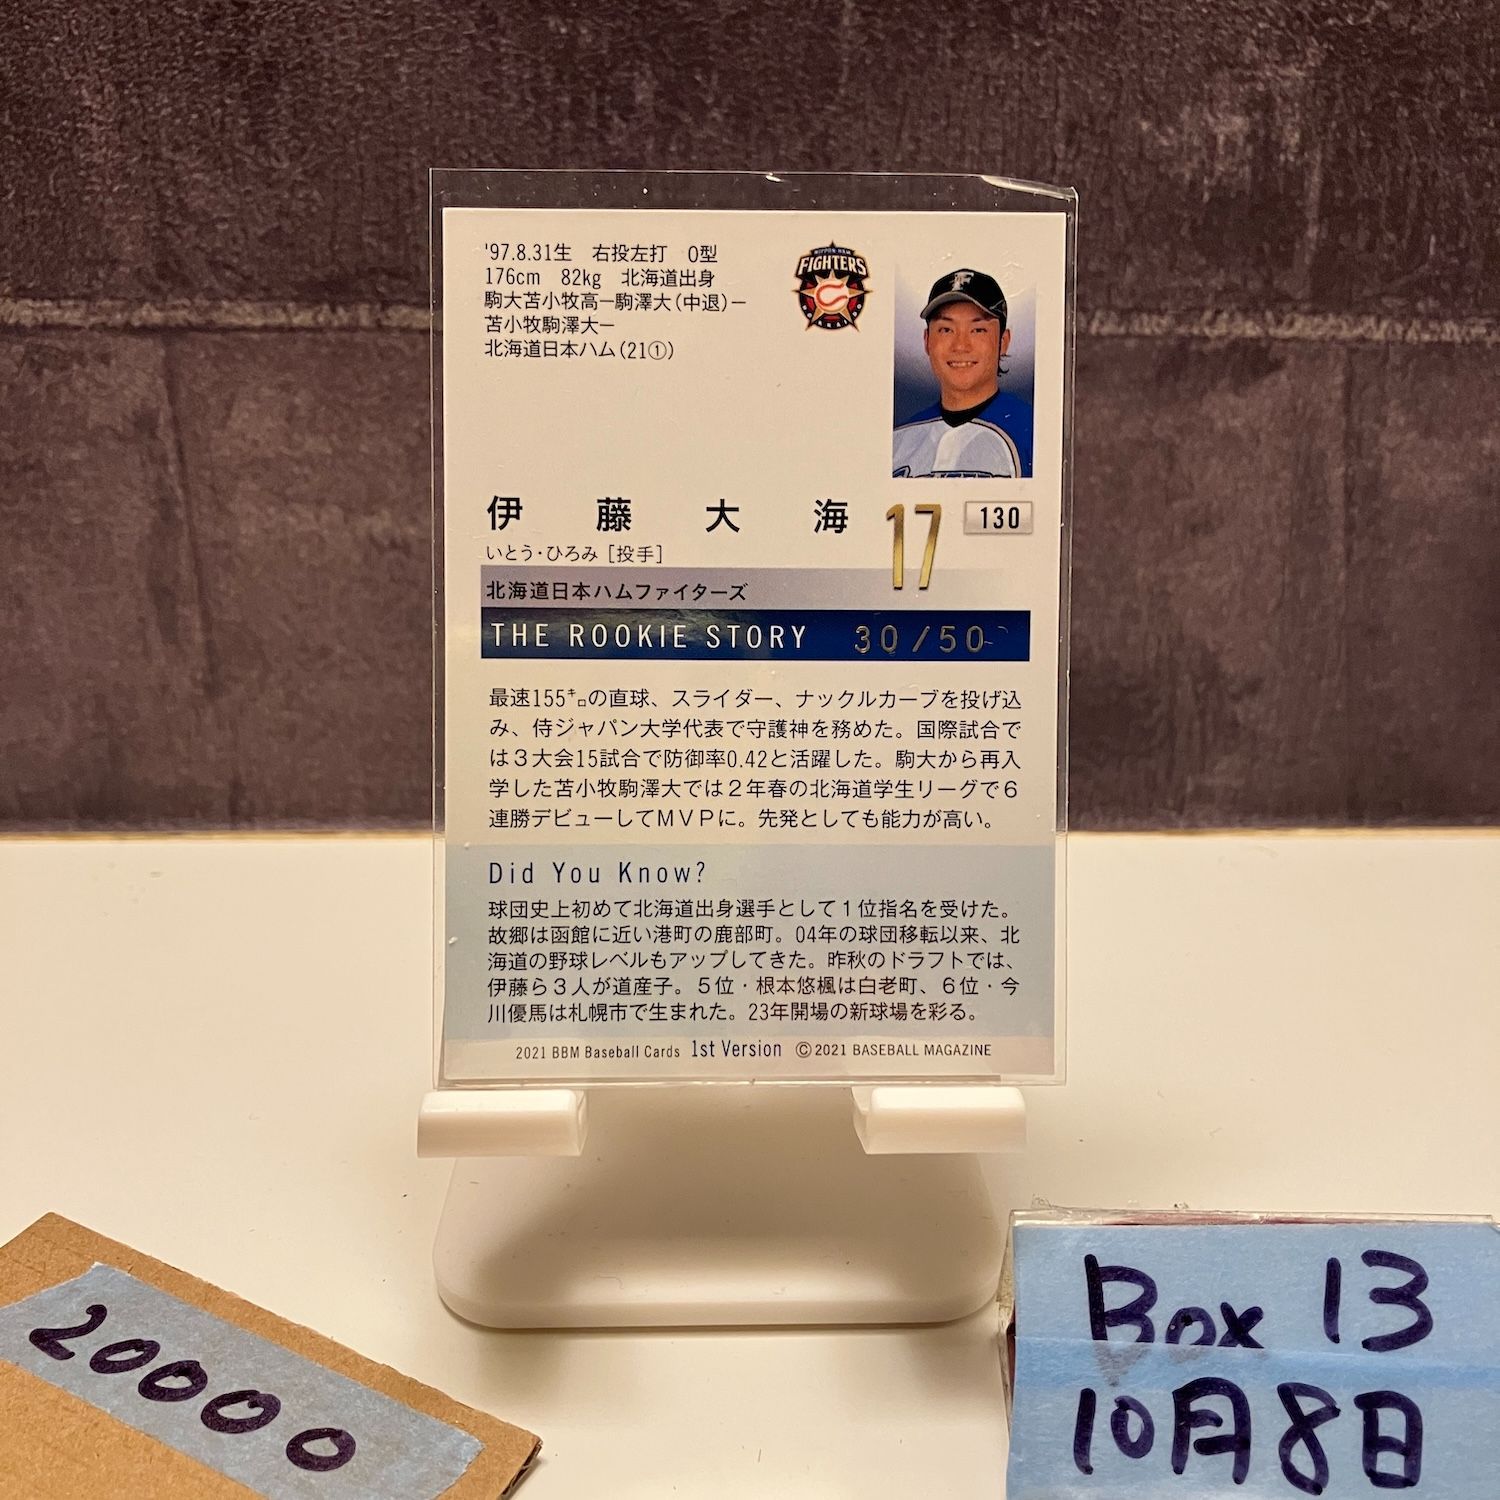 '97.8.31生　右投左打　O型
176cm　82kg　北海道出身
駒大苫小牧高ー駒澤大(中退)ー
苫小牧駒澤大ー
北海道日本ハム(21①)
NIPPON-HAM
FIGHTERS
HOKKAIDO
F
伊藤大海 17 130
いとう・ひろみ [投手]
北海道日本ハムファイターズ
THE ROOKIE STORY 30/50
最速155㌔の直球、スライダー、ナックルカーブを投げ込
み、侍ジャパン大学代表で守護神を務めた。国際試合で
は３大会15試合で防御率0.42と活躍した。駒大から再入
学した苫小牧駒澤大では２年春の北海道学生リーグで６
連勝デビューしてＭＶＰに。先発としても能力が高い。
Did You Know?
球団史上初めて北海道出身選手として１位指名を受けた。
故郷は函館に近い港町の鹿部町。04年の球団移転以来、北
海道の野球レベルもアップしてきた。昨秋のドラフトでは、
伊藤ら３人が道産子。５位・根本悠楓は白老町、６位・今
川優馬は札幌市で生まれた。23年開場の新球場を彩る。
2021 BBM Baseball Cards 1st Version ©2021 BASEBALL MAGAZINE
20000
Box 13
10月8日